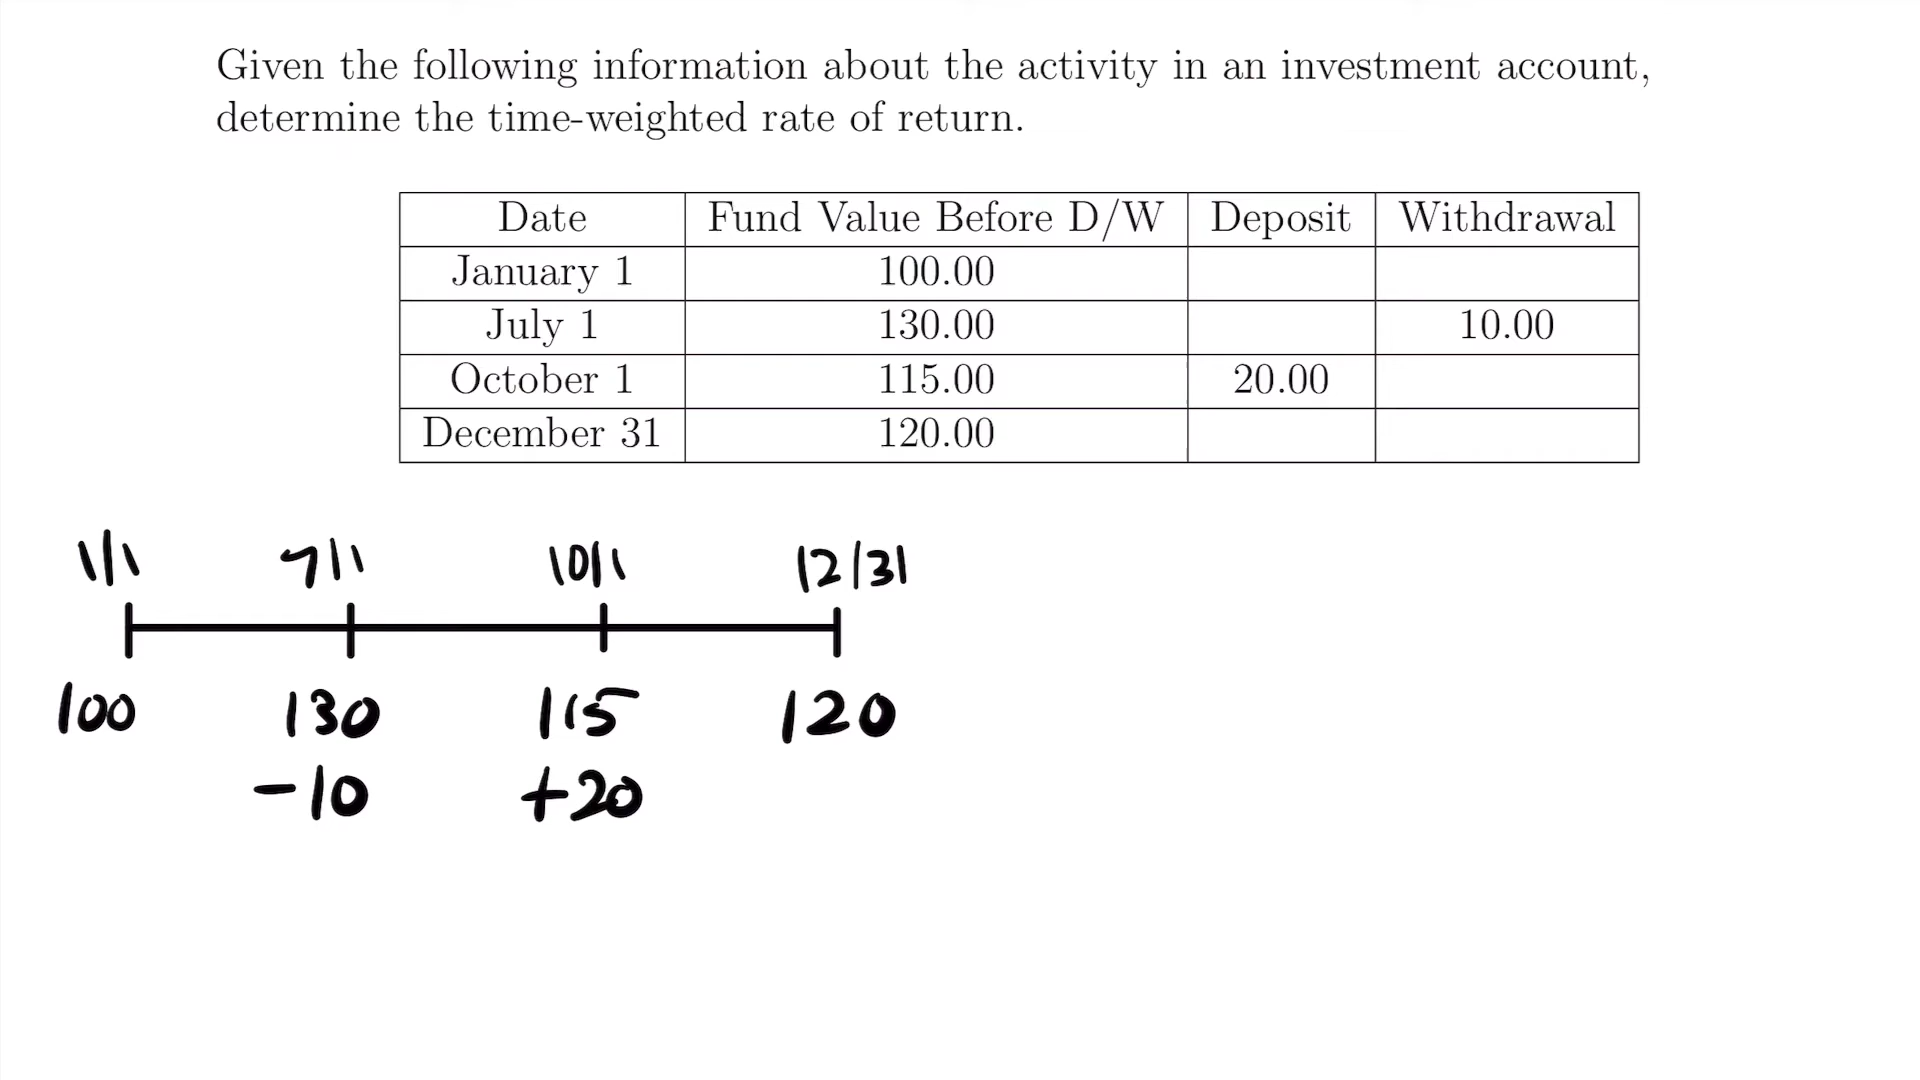 Given the following information about the activity in an investment account,
determine the time-weighted rate of return.
Date Fund Value Before D/W Deposit Withdrawal
January 1 100.00
July 1 130.00 10.00
October 1 115.00 20.00
December 31 120.00
1/1 7/1 10/1 12/31
100 130 115 120
-10 +20